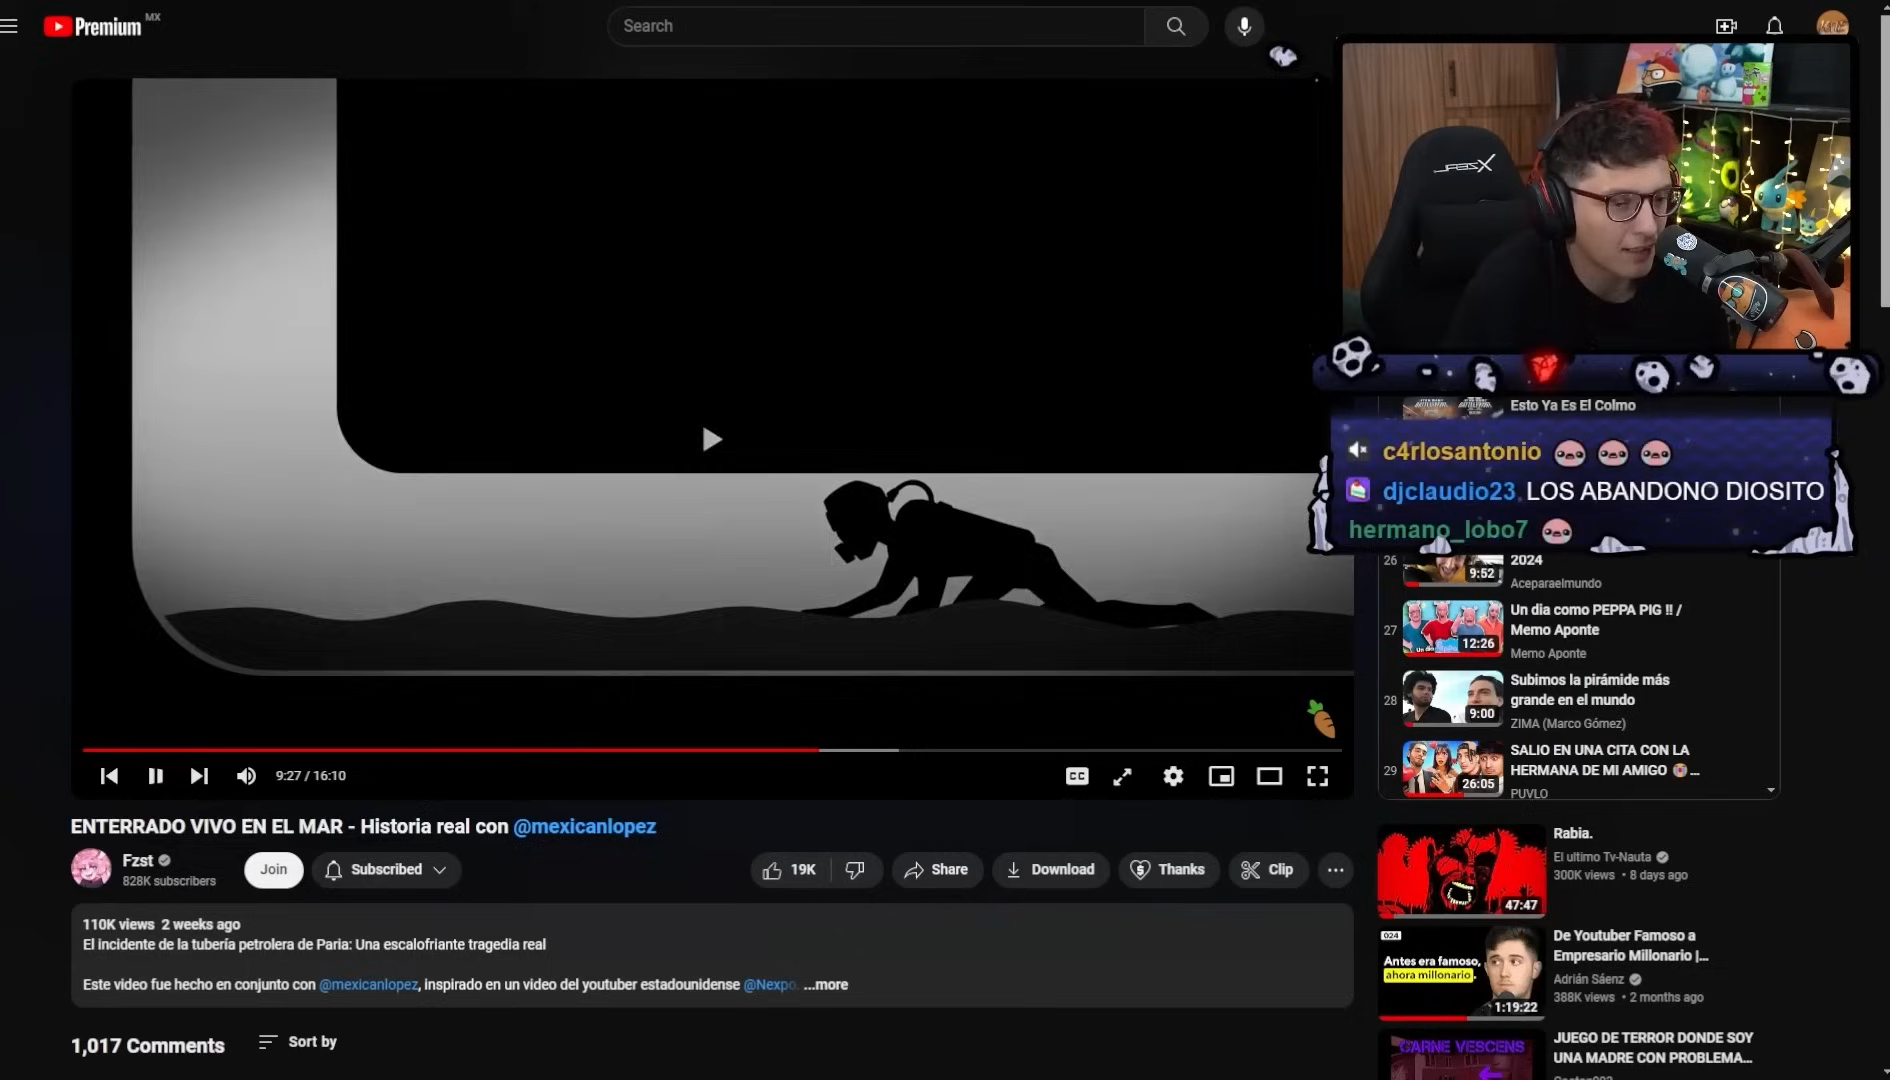 Premium MX
Search
Esto Ya Es El Colmo
c4rlosantonio
djclaudio23 LOS ABANDONO DIOSITO
hermano_lobo7
26
9:52
2024
Aceparaelmundo
27
12:26
Un dia como PEPPA PIG !! /
Memo Aponte
Memo Aponte
28
9:00
Subimos la pirámide más
grande en el mundo
ZIMA (Marco Gómez)
29
26:05
SALIO EN UNA CITA CON LA
HERMANA DE MI AMIGO 😭...
PUVLO
9:27 / 16:10
CC
ENTERRADO VIVO EN EL MAR - Historia real con @mexicanlopez
Fzst
828K subscribers
Join
Subscribed
19K
Share
Download
Thanks
Clip
110K views 2 weeks ago
El incidente de la tubería petrolera de Paria: Una escalofriante tragedia real
Este video fue hecho en conjunto con @mexicanlopez, inspirado en un video del youtuber estadounidense @Nexpo. ...more
1,017 Comments
Sort by
47:47
Rabia.
El ultimo Tv-Nauta
300K views • 8 days ago
024
Antes era famoso,
ahora millonario.
1:19:22
De Youtuber Famoso a
Empresario Millonario |...
Adrián Sáenz
388K views • 2 months ago
CARNE VESCENS
JUEGO DE TERROR DONDE SOY
UNA MADRE CON PROBLEMA...